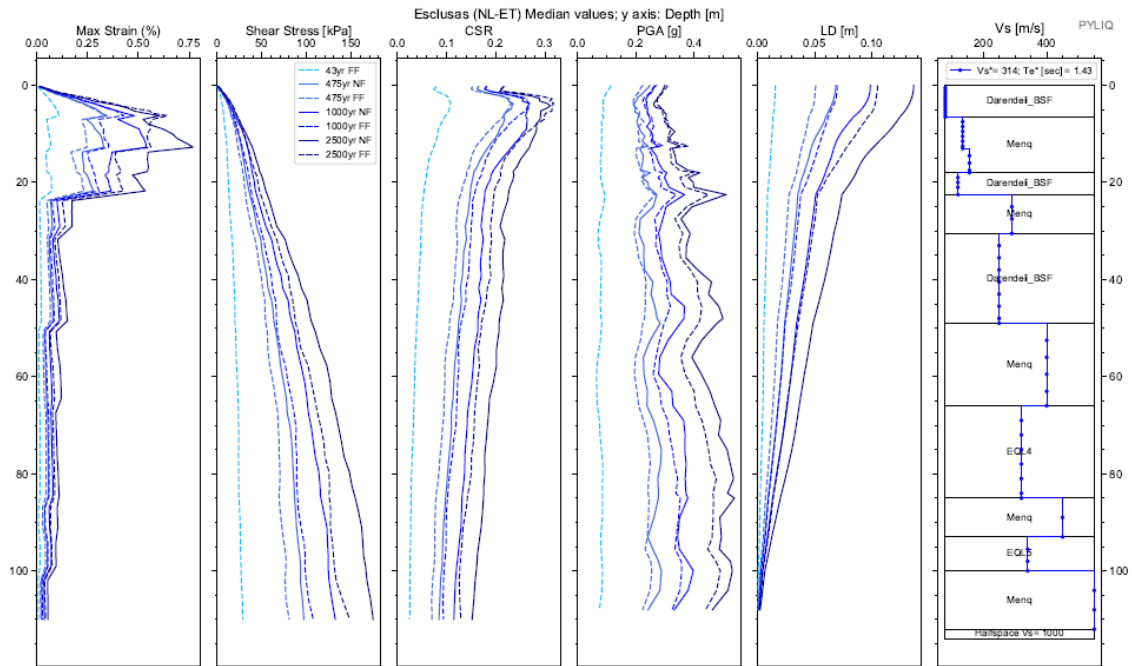 Esclusas (NL-ET) Median values; y axis: Depth [m]
Max Strain (%)
Shear Stress [kPa]
CSR
PGA [g]
LD [m]
Vs [m/s]
PYLIQ
0.00 0.25 0.50 0.75
0 50 100 150
0.0 0.1 0.2 0.3
0.0 0.2 0.4
0.00 0.05 0.10
200 400
43yr FF
475yr NF
475yr FF
1000yr NF
1000yr FF
2500yr NF
2500yr FF
Vs*= 314; Te* [sec]= 1.43
0
20
40
60
80
100
0
20
40
60
80
100
Darendeli_BSF
Menq
Darendeli_BSF
Menq
Darendeli_BSF
Menq
EQL4
Menq
EQL5
Menq
Halfspace Vs= 1000